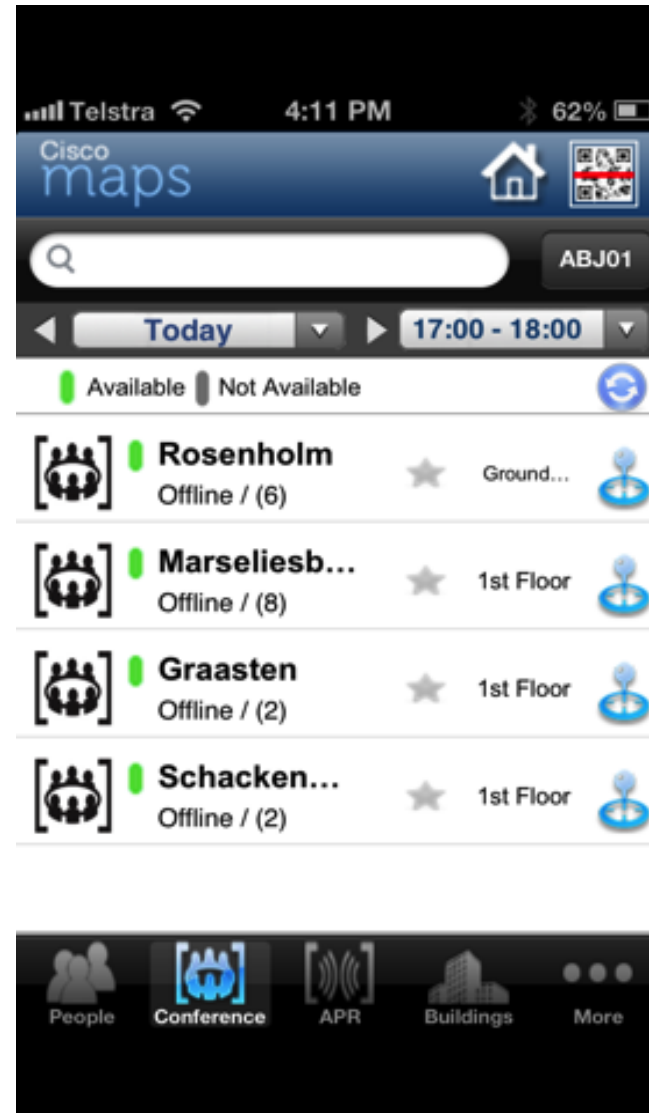 Telstra 4:11 PM 62%
Cisco
maps
ABJ01
Today 17:00 - 18:00
Available Not Available
Rosenholm
Offline / (6) Ground...
Marseliesb...
Offline / (8) 1st Floor
Graasten
Offline / (2) 1st Floor
Schacken...
Offline / (2) 1st Floor
People Conference APR Buildings More